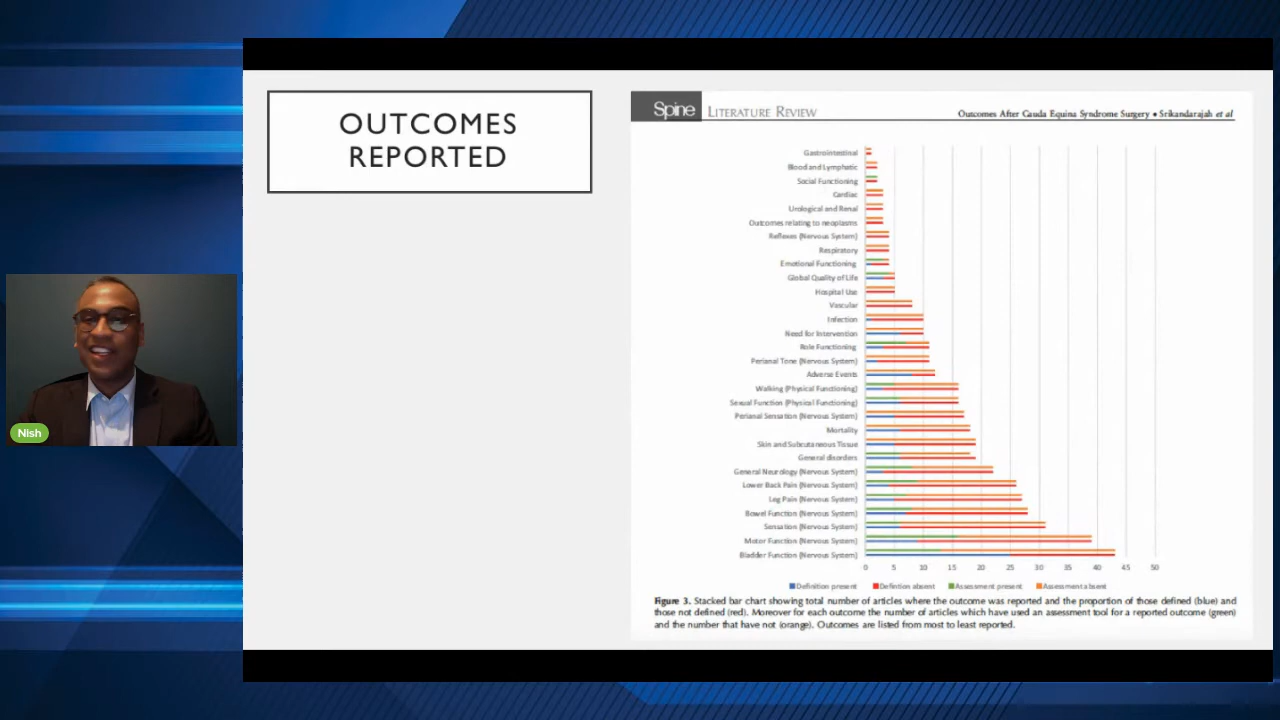 OUTCOMES
REPORTED
Spine LITERATURE REVIEW
Outcomes After Cauda Equina Syndrome Surgery • Srikandarajah et al
Gastrointestinal
Blood and Lymphatic
Social Functioning
Cardiac
Urological and Renal
Outcomes relating to neoplasms
Reflexes (Nervous System)
Respiratory
Emotional Functioning
Global Quality of Life
Hospital Use
Vascular
Infection
Need for Intervention
Role Functioning
Perianal Tone (Nervous System)
Adverse Events
Walking (Physical Functioning)
Sexual Function (Physical Functioning)
Perianal Sensation (Nervous System)
Mortality
Skin and Subcutaneous Tissue
General disorders
General Neurology (Nervous System)
Lower Back Pain (Nervous System)
Leg Pain (Nervous System)
Bowel Function (Nervous System)
Sensation (Nervous System)
Motor Function (Nervous System)
Bladder Function (Nervous System)
0 5 10 15 20 25 30 35 40 45 50
Definition present Defintion absent Assessment present Assessment absent
Figure 3. Stacked bar chart showing total number of articles where the outcome was reported and the proportion of those defined (blue) and
those not defined (red). Moreover for each outcome the number of articles which have used an assessment tool for a reported outcome (green)
and the number that have not (orange). Outcomes are listed from most to least reported.
Nish